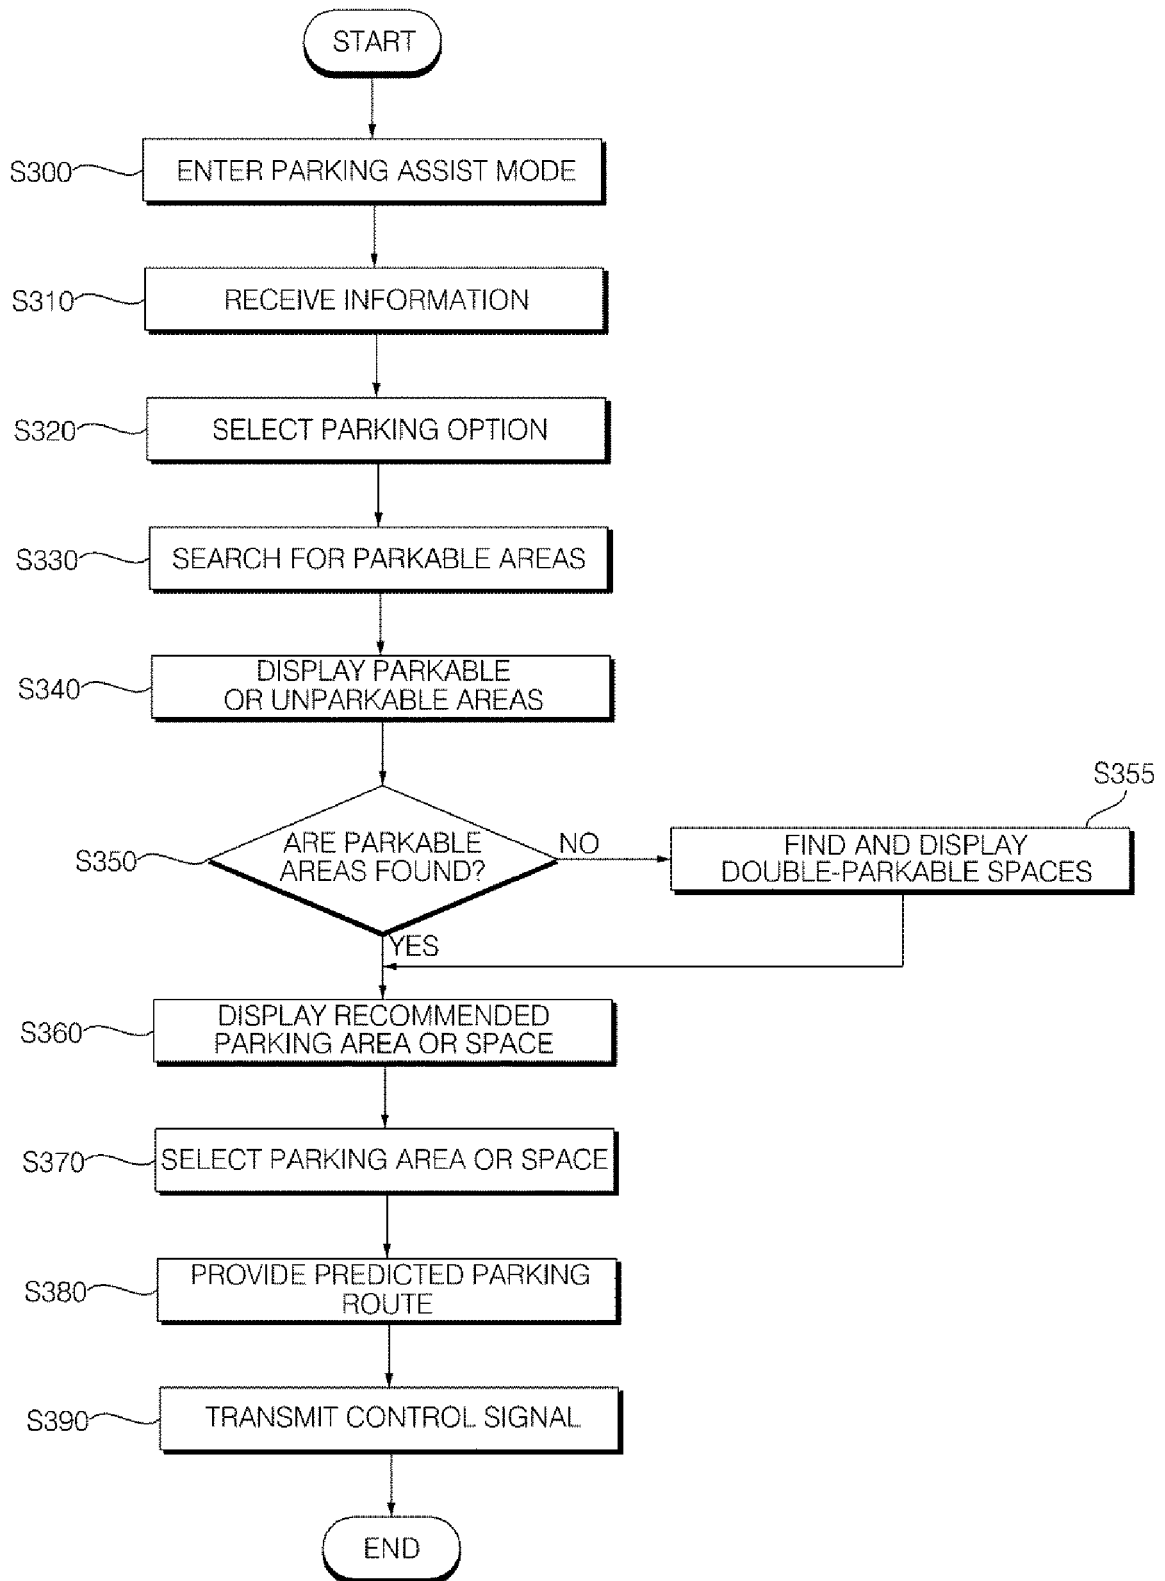 START
S300
ENTER PARKING ASSIST MODE
S310
RECEIVE INFORMATION
S320
SELECT PARKING OPTION
S330
SEARCH FOR PARKABLE AREAS
S340
DISPLAY PARKABLE
OR UNPARKABLE AREAS
S350
ARE PARKABLE
AREAS FOUND?
NO
S355
FIND AND DISPLAY
DOUBLE-PARKABLE SPACES
YES
S360
DISPLAY RECOMMENDED
PARKING AREA OR SPACE
S370
SELECT PARKING AREA OR SPACE
S380
PROVIDE PREDICTED PARKING
ROUTE
S390
TRANSMIT CONTROL SIGNAL
END